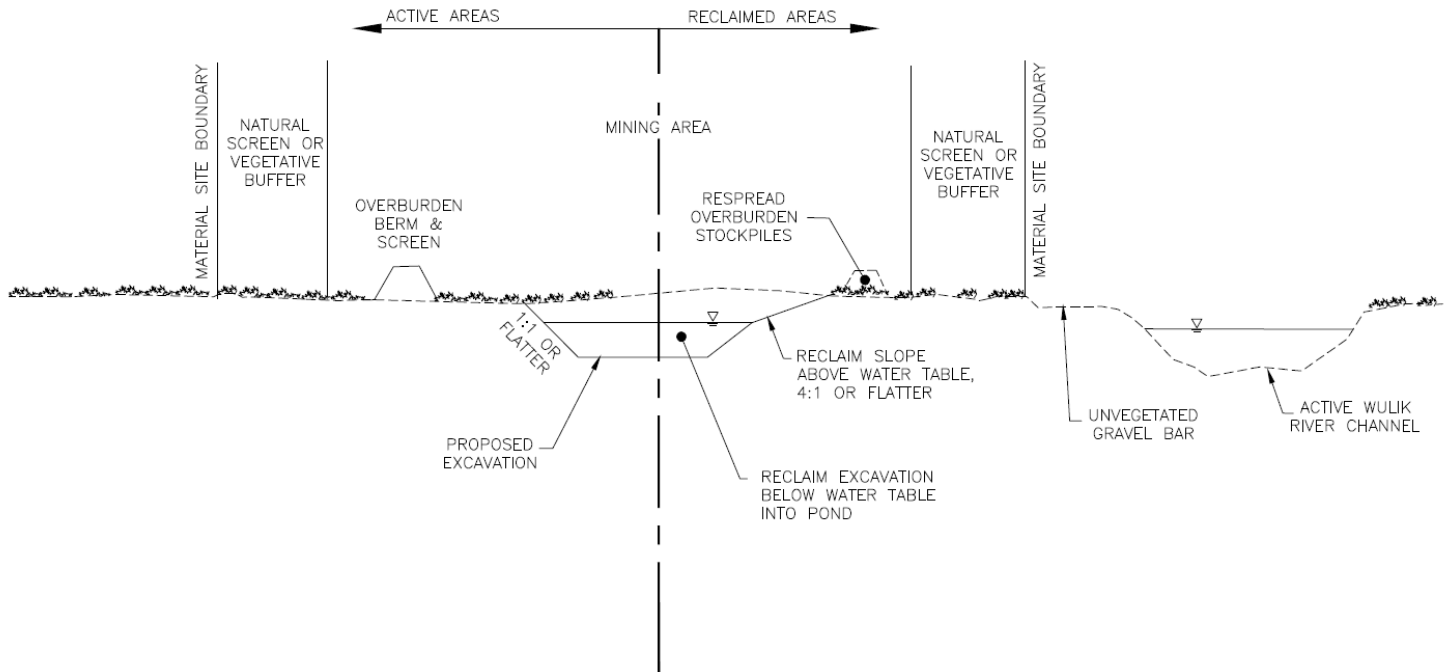 ACTIVE AREAS
RECLAIMED AREAS
MATERIAL SITE BOUNDARY
NATURAL
SCREEN OR
VEGETATIVE
BUFFER
MINING AREA
NATURAL
SCREEN OR
VEGETATIVE
BUFFER
MATERIAL SITE BOUNDARY
OVERBURDEN
BERM &
SCREEN
RESPREAD
OVERBURDEN
STOCKPILES
1:1 OR
FLATTER
RECLAIM SLOPE
ABOVE WATER TABLE,
4:1 OR FLATTER
PROPOSED
EXCAVATION
RECLAIM EXCAVATION
BELOW WATER TABLE
INTO POND
UNVEGETATED
GRAVEL BAR
ACTIVE WULIK
RIVER CHANNEL